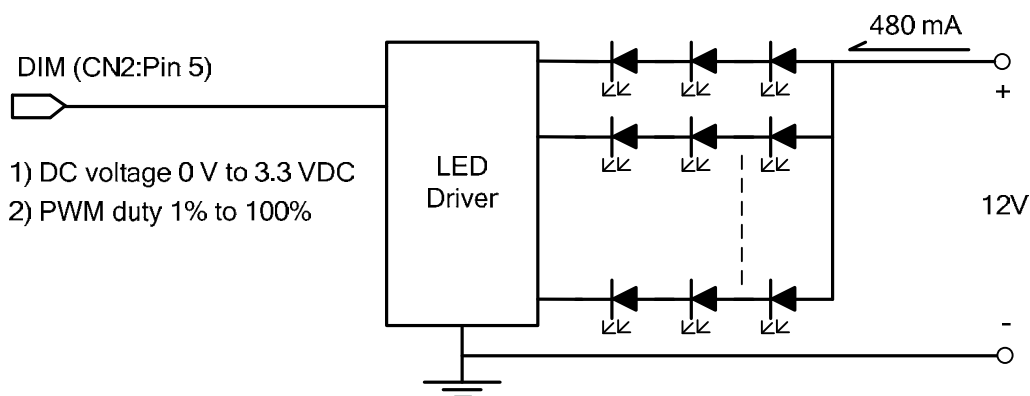 480 mA
DIM (CN2:Pin 5)
+
1) DC voltage 0 V to 3.3 VDC
2) PWM duty 1% to 100%
LED
Driver
12V
-